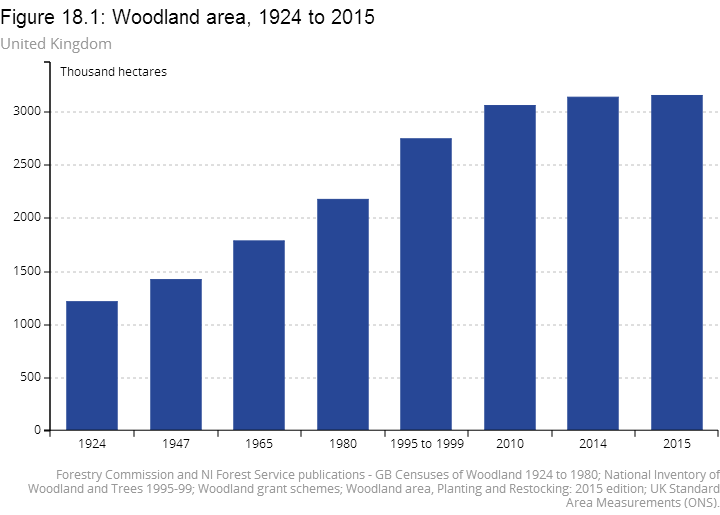 Figure 18.1: Woodland area, 1924 to 2015
United Kingdom
Thousand hectares
3000
2500
2000
1500
1000
500
0
1924 1947 1965 1980 1995 to 1999 2010 2014 2015
Forestry Commission and NI Forest Service publications - GB Censuses of Woodland 1924 to 1980; National Inventory of
Woodland and Trees 1995-99; Woodland grant schemes; Woodland area, Planting and Restocking: 2015 edition; UK Standard
Area Measurements (ONS).